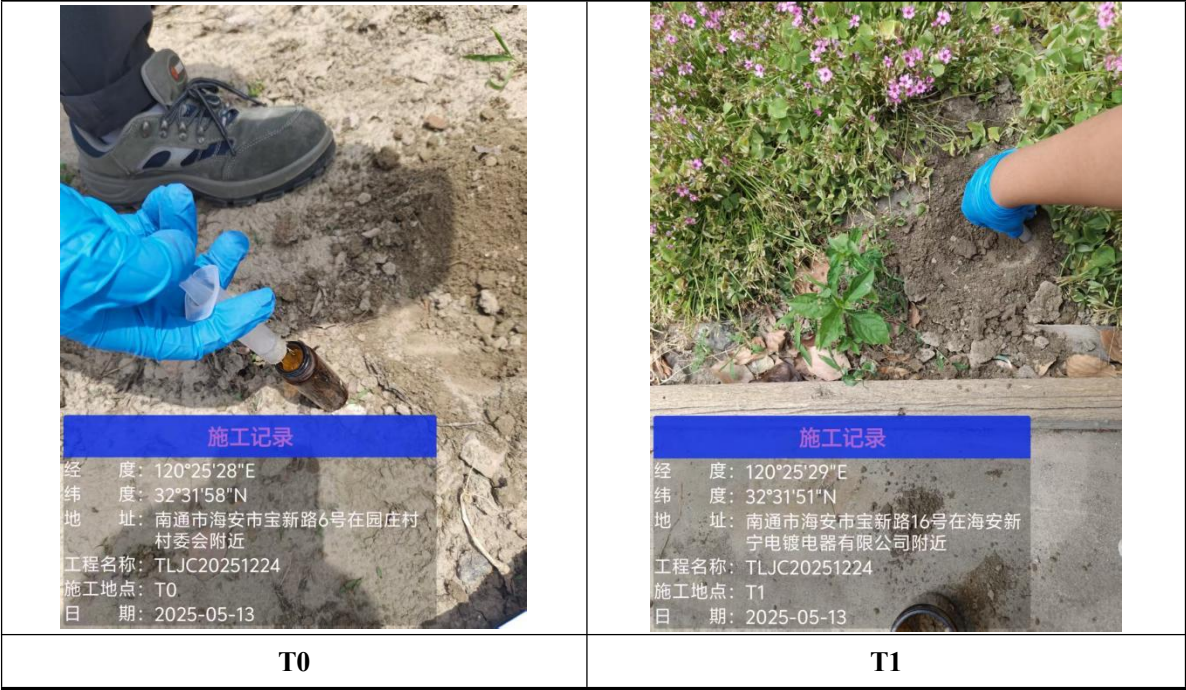 施工记录
经 度：120°25'28"E
纬 度：32°31'58"N
地 址：南通市海安市宝新路6号在园庄村
村委会附近
工程名称：TLJC20251224
施工地点：T0
日 期：2025-05-13
施工记录
经 度：120°25'29"E
纬 度：32°31'51"N
地 址：南通市海安市宝新路16号在海安新
宁电镀电器有限公司附近
工程名称：TLJC20251224
施工地点：T1
日 期：2025-05-13
T0
T1